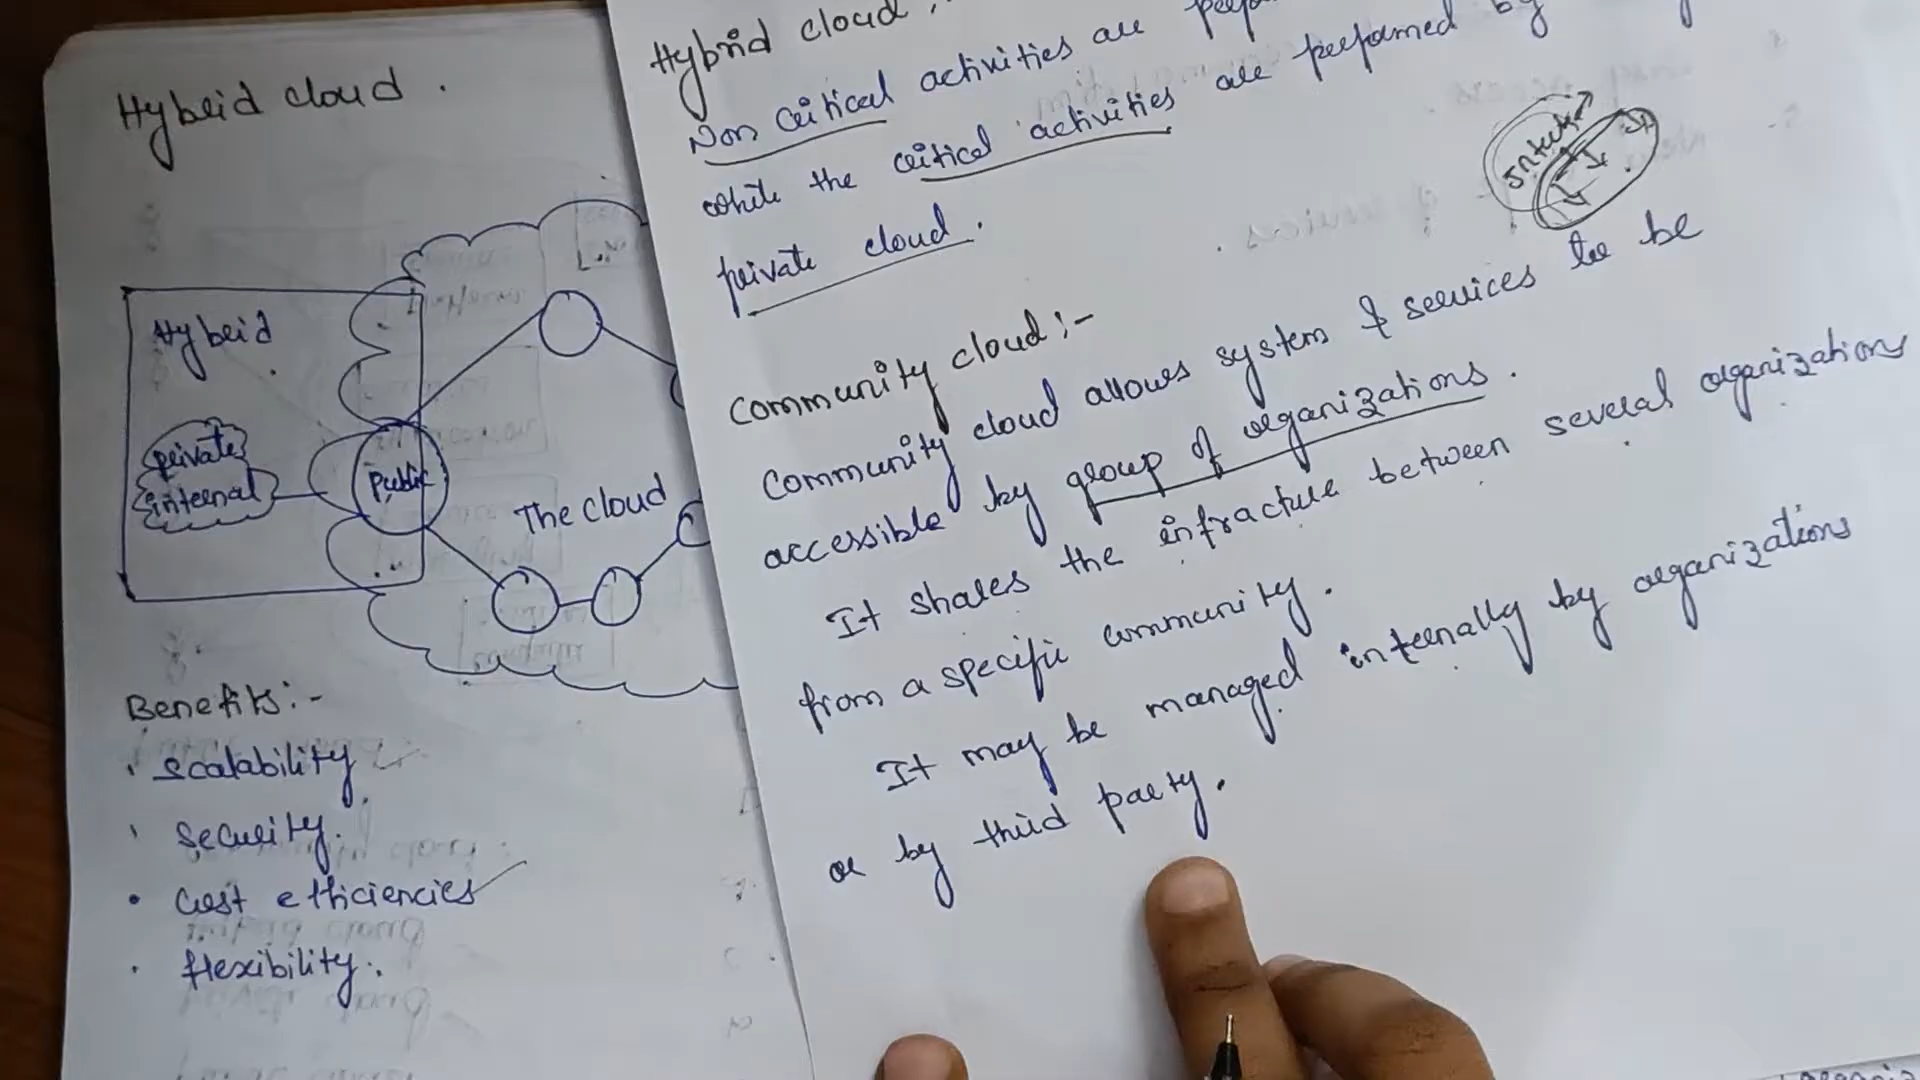 Hybrid cloud.
Hybrid
private
internal
Public
The cloud
Benefits:-
. scalability
security.
• cost efficiencies
. flexibility.
Hybrid cloud
Non critical activities are
while the critical activities are performed by
private cloud.
Community cloud:-
Community cloud allows system & services to be
accessible by group of organizations.
It shares the infracture between several organizations
from a specific community.
It may be managed internally by organizations
or by third party.